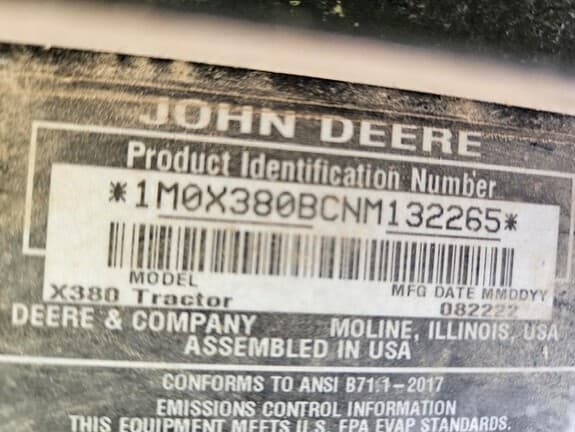 JOHN DEERE
Product Identification Number
*1M0X380BCNM132265*
MODEL MFG DATE MMDDYY
X380 Tractor 082222
DEERE & COMPANY MOLINE, ILLINOIS, USA
ASSEMBLED IN USA
CONFORMS TO ANSI B71.1-2017
EMISSIONS CONTROL INFORMATION
THIS EQUIPMENT MEETS U.S. EPA EVAP STANDARDS.